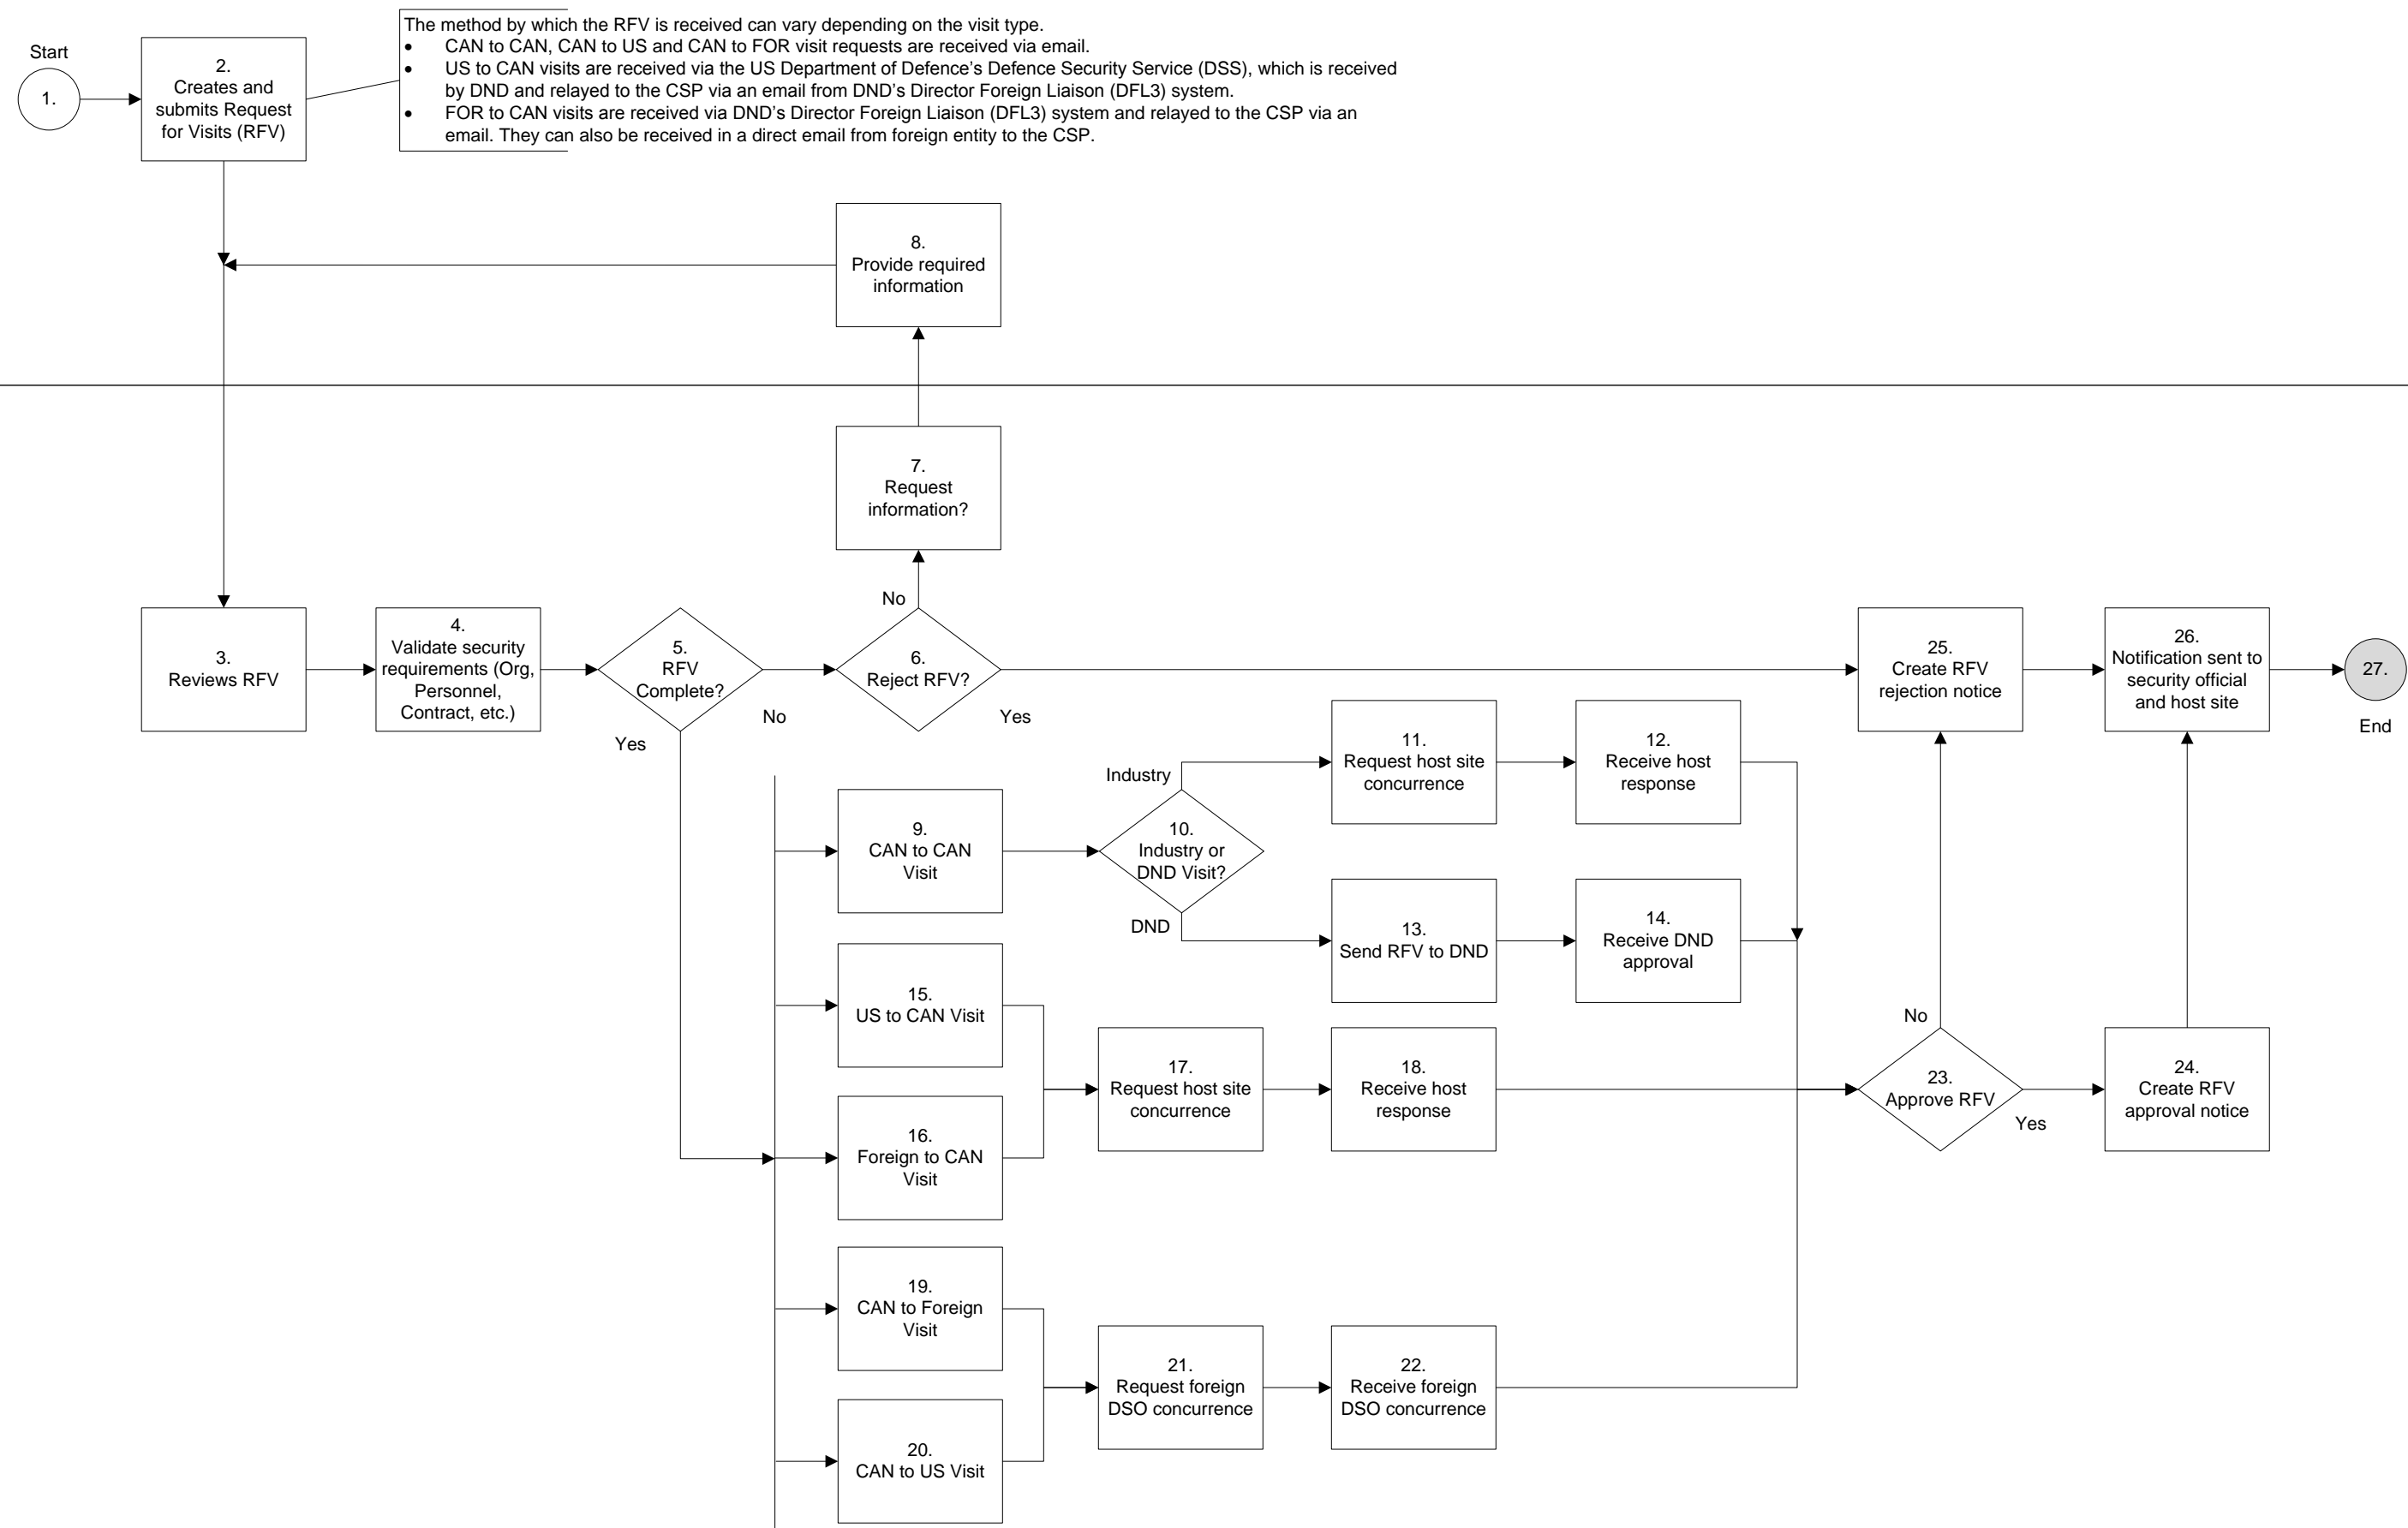 The method by which the RFV is received can vary depending on the visit type.
• CAN to CAN, CAN to US and CAN to FOR visit requests are received via email.
• US to CAN visits are received via the US Department of Defence’s Defence Security Service (DSS), which is received
by DND and relayed to the CSP via an email from DND’s Director Foreign Liaison (DFL3) system.
• FOR to CAN visits are received via DND’s Director Foreign Liaison (DFL3) system and relayed to the CSP via an
email. They can also be received in a direct email from foreign entity to the CSP.
Start
1.
2.
Creates and
submits Request
for Visits (RFV)
8.
Provide required
information
7.
Request
information?
No
3.
Reviews RFV
4.
Validate security
requirements (Org,
Personnel,
Contract, etc.)
5.
RFV
Complete?
No
Yes
6.
Reject RFV?
Yes
25.
Create RFV
rejection notice
26.
Notification sent to
security official
and host site
27.
End
9.
CAN to CAN
Visit
Industry
10.
Industry or
DND Visit?
DND
11.
Request host site
concurrence
12.
Receive host
response
13.
Send RFV to DND
14.
Receive DND
approval
15.
US to CAN Visit
16.
Foreign to CAN
Visit
17.
Request host site
concurrence
18.
Receive host
response
No
23.
Approve RFV
Yes
24.
Create RFV
approval notice
19.
CAN to Foreign
Visit
20.
CAN to US Visit
21.
Request foreign
DSO concurrence
22.
Receive foreign
DSO concurrence